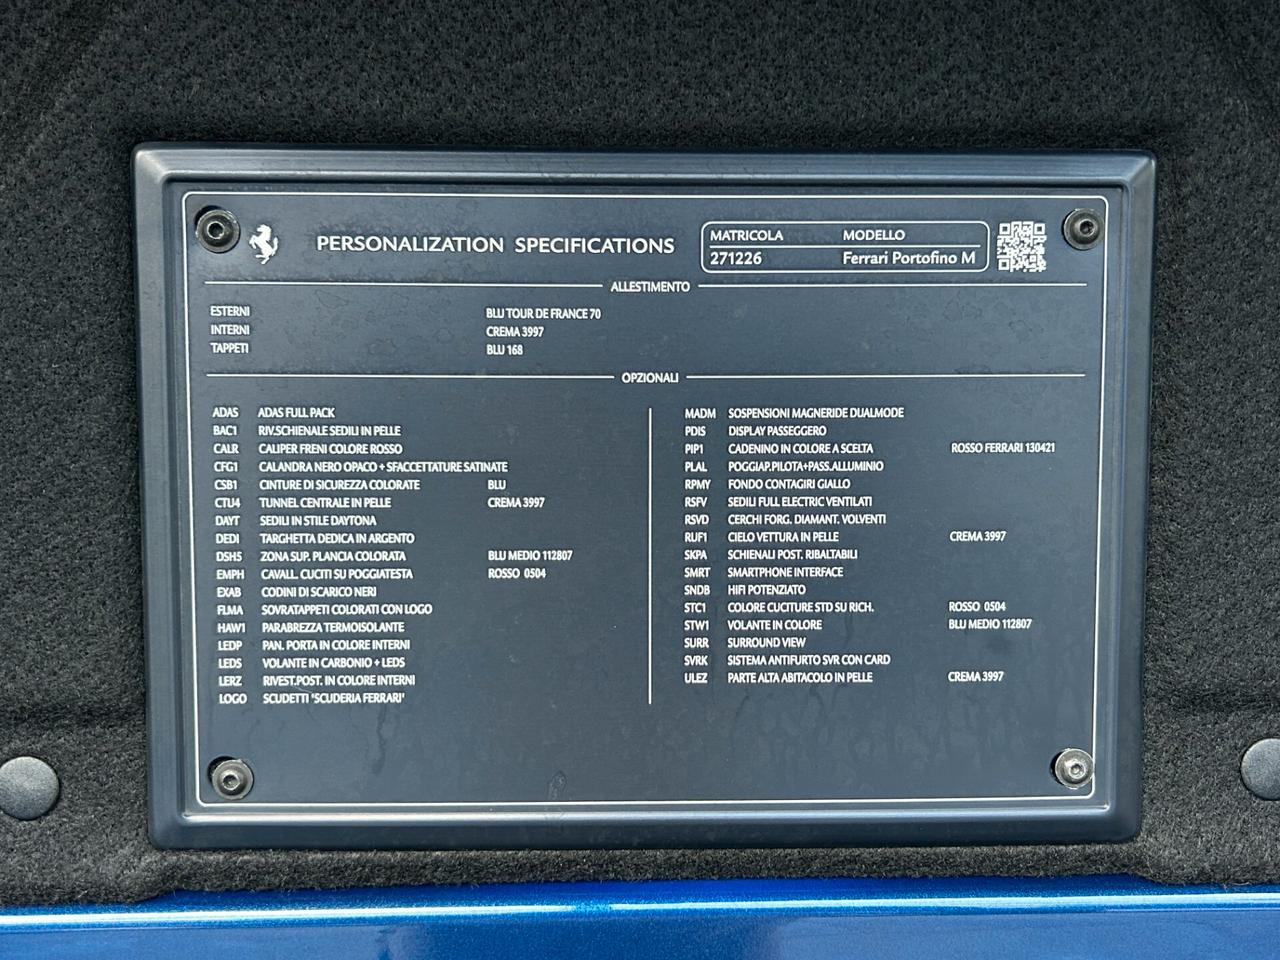 PERSONALIZATION SPECIFICATIONS
MATRICOLA MODELLO
271226 Ferrari Portofino M
ALLESTIMENTO
ESTERNI BLU TOUR DE FRANCE 70
INTERNI CREMA 3997
TAPPETI BLU 168
OPZIONALI
ADAS ADAS FULL PACK
BAC1 RIV.SCHIENALE SEDILI IN PELLE
CALR CALIPER FRENI COLORE ROSSO
CFG1 CALANDRA NERO OPACO + SFACCETTATURE SATINATE
CSB1 CINTURE DI SICUREZZA COLORATE BLU
CTU4 TUNNEL CENTRALE IN PELLE CREMA 3997
DAYT SEDILI IN STILE DAYTONA
DEDI TARGHETTA DEDICA IN ARGENTO
DSH5 ZONA SUP. PLANCIA COLORATA BLU MEDIO 112807
EMPH CAVALL. CUCITI SU POGGIATESTA ROSSO 0504
EXAB CODINI DI SCARICO NERI
FLMA SOVRATAPPETI COLORATI CON LOGO
HAW1 PARABREZZA TERMOISOLANTE
LEDP PAN. PORTA IN COLORE INTERNI
LEDS VOLANTE IN CARBONIO + LEDS
LERZ RIVEST.POST. IN COLORE INTERNI
LOGO SCUDETTI 'SCUDERIA FERRARI'
MADM SOSPENSIONI MAGNERIDE DUALMODE
PDIS DISPLAY PASSEGGERO
PIP1 CADENINO IN COLORE A SCELTA ROSSO FERRARI 130421
PLAL POGGIAP.PILOTA+PASS.ALLUMINIO
RPMY FONDO CONTAGIRI GIALLO
RSFV SEDILI FULL ELECTRIC VENTILATI
RSVD CERCHI FORG. DIAMANT. VOLVENTI
RUF1 CIELO VETTURA IN PELLE CREMA 3997
SKPA SCHIENALI POST. RIBALTABILI
SMRT SMARTPHONE INTERFACE
SNDB HIFI POTENZIATO
STC1 COLORE CUCITURE STD SU RICH. ROSSO 0504
STW1 VOLANTE IN COLORE BLU MEDIO 112807
SURR SURROUND VIEW
SVRK SISTEMA ANTIFURTO SVR CON CARD
ULEZ PARTE ALTA ABITACOLO IN PELLE CREMA 3997